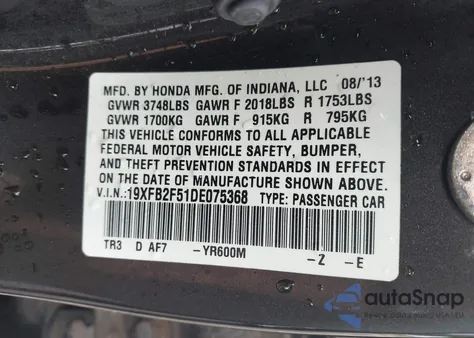 MFD. BY HONDA MFG. OF INDIANA, LLC 08/'13
GVWR 3748LBS GAWR F 2018LBS R 1753LBS
GVWR 1700KG GAWR F 915KG R 795KG
THIS VEHICLE CONFORMS TO ALL APPLICABLE
FEDERAL MOTOR VEHICLE SAFETY, BUMPER,
AND THEFT PREVENTION STANDARDS IN EFFECT
ON THE DATE OF MANUFACTURE SHOWN ABOVE.
V.I.N.: 19XFB2F51DE075368 TYPE: PASSENGER CAR
TR3 D AF7 -YR600M -2 -E
autoSnap